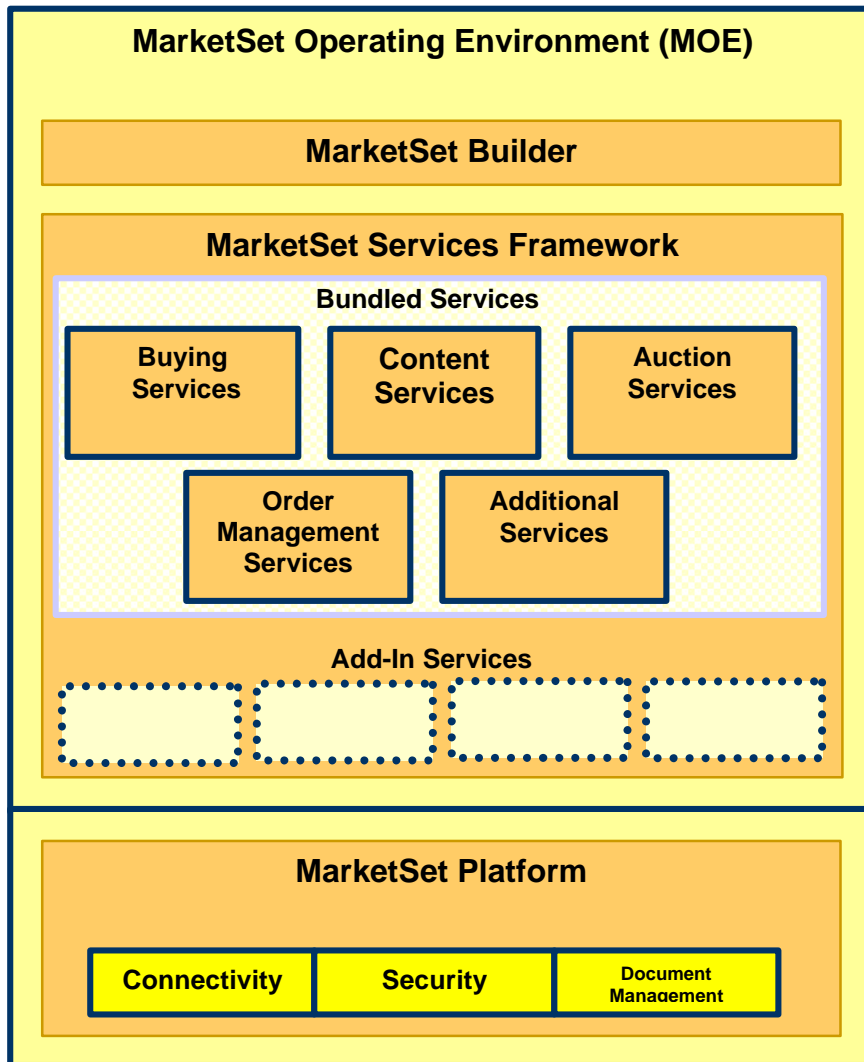 MarketSet Operating Environment (MOE)
MarketSet Builder
MarketSet Services Framework
Bundled Services
Buying
Services
Content
Services
Auction
Services
Order
Management
Services
Additional
Services
Add-In Services
MarketSet Platform
Connectivity
Security
Document
Management